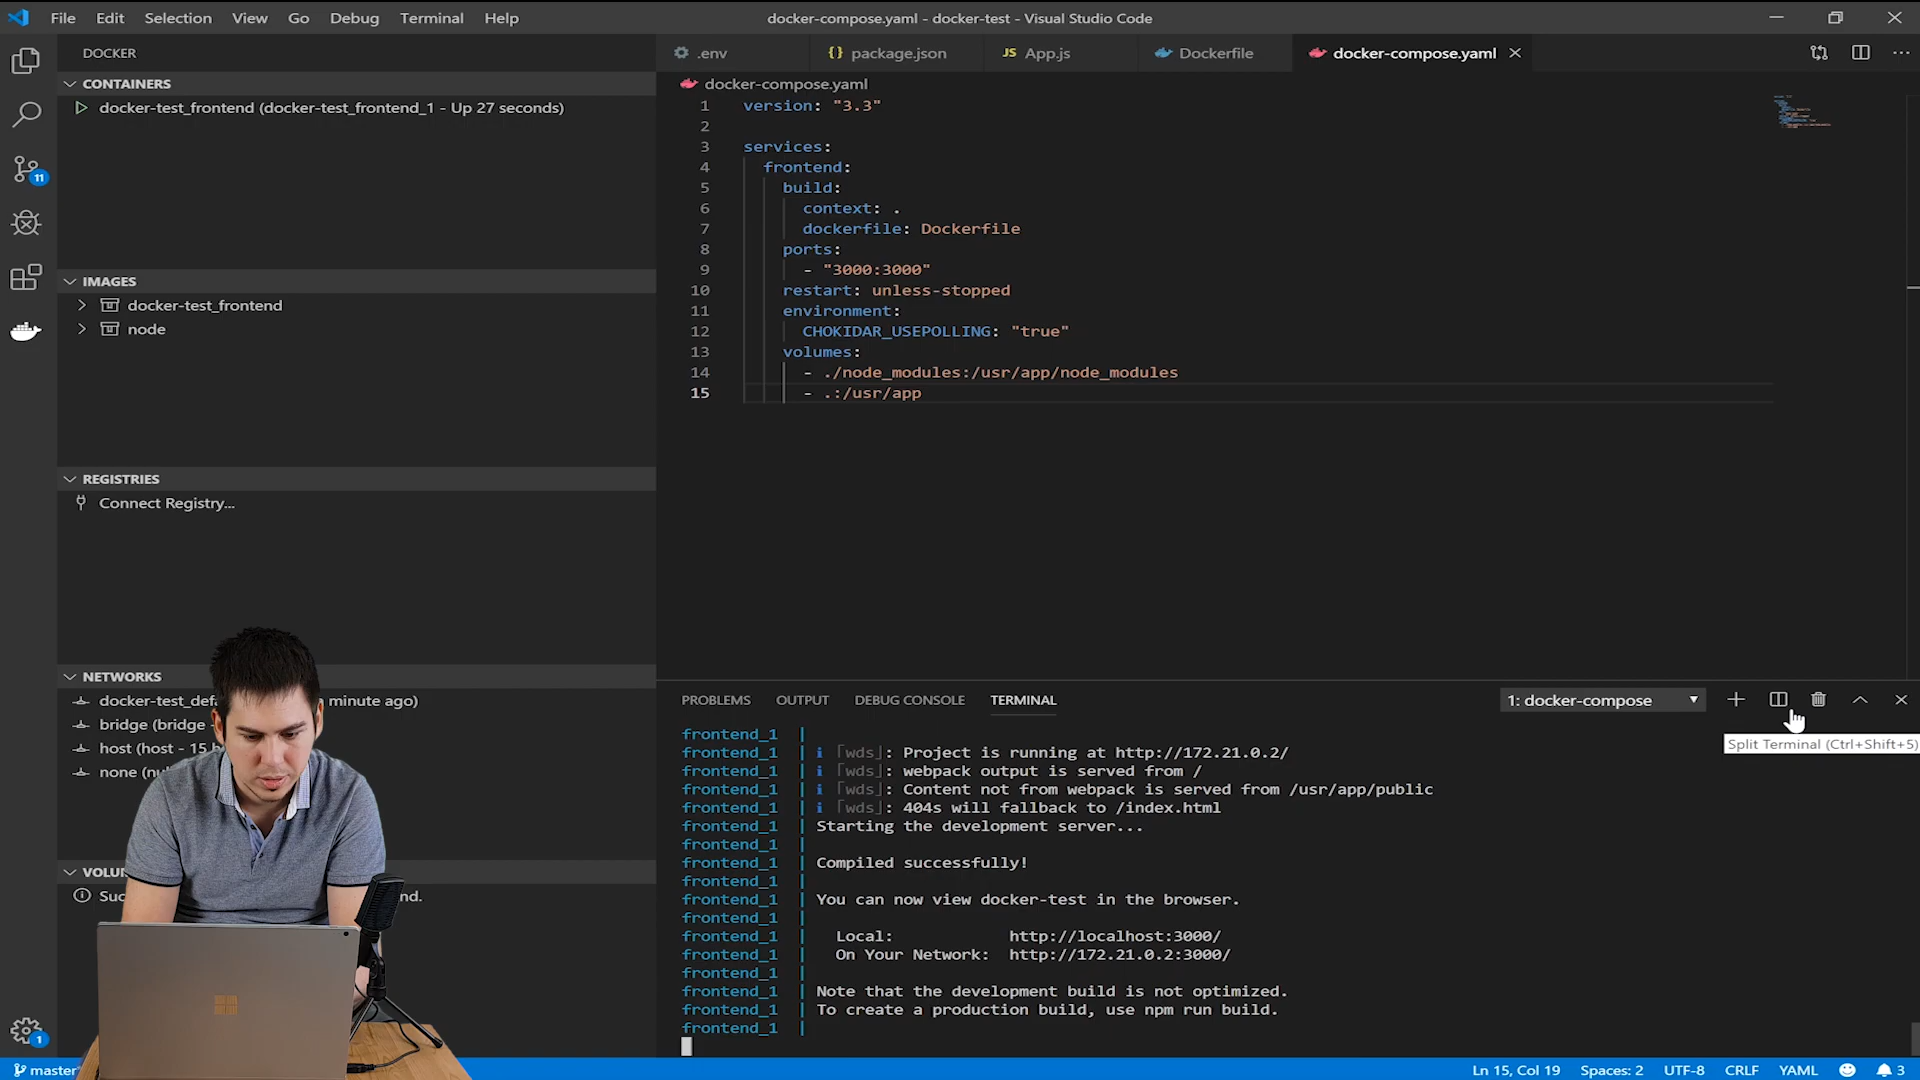 File Edit Selection View Go Debug Terminal Help
docker-compose.yaml - docker-test - Visual Studio Code
DOCKER
.env
package.json
JS App.js
Dockerfile
docker-compose.yaml
CONTAINERS
docker-test_frontend (docker-test_frontend_1 - Up 27 seconds)
IMAGES
docker-test_frontend
node
REGISTRIES
Connect Registry...
NETWORKS
docker-test_def
minute ago)
bridge (bridge -
host (host - 15 h
none (nu
VOLU
Suc
nd.
11
1
docker-compose.yaml
1 version: "3.3"
2
3 services:
4 frontend:
5 build:
6 context: .
7 dockerfile: Dockerfile
8 ports:
9 - "3000:3000"
10 restart: unless-stopped
11 environment:
12 CHOKIDAR_USEPOLLING: "true"
13 volumes:
14 - ./node_modules:/usr/app/node_modules
15 - .:/usr/app
PROBLEMS OUTPUT DEBUG CONSOLE TERMINAL
1: docker-compose
Split Terminal (Ctrl+Shift+5)
frontend_1 |
frontend_1 | i ｢wds｣: Project is running at http://172.21.0.2/
frontend_1 | i ｢wds｣: webpack output is served from /
frontend_1 | i ｢wds｣: Content not from webpack is served from /usr/app/public
frontend_1 | i ｢wds｣: 404s will fallback to /index.html
frontend_1 | Starting the development server...
frontend_1 |
frontend_1 | Compiled successfully!
frontend_1 |
frontend_1 | You can now view docker-test in the browser.
frontend_1 |
frontend_1 | Local: http://localhost:3000/
frontend_1 | On Your Network: http://172.21.0.2:3000/
frontend_1 |
frontend_1 | Note that the development build is not optimized.
frontend_1 | To create a production build, use npm run build.
frontend_1 |
master
Ln 15, Col 19 Spaces: 2 UTF-8 CRLF YAML 3